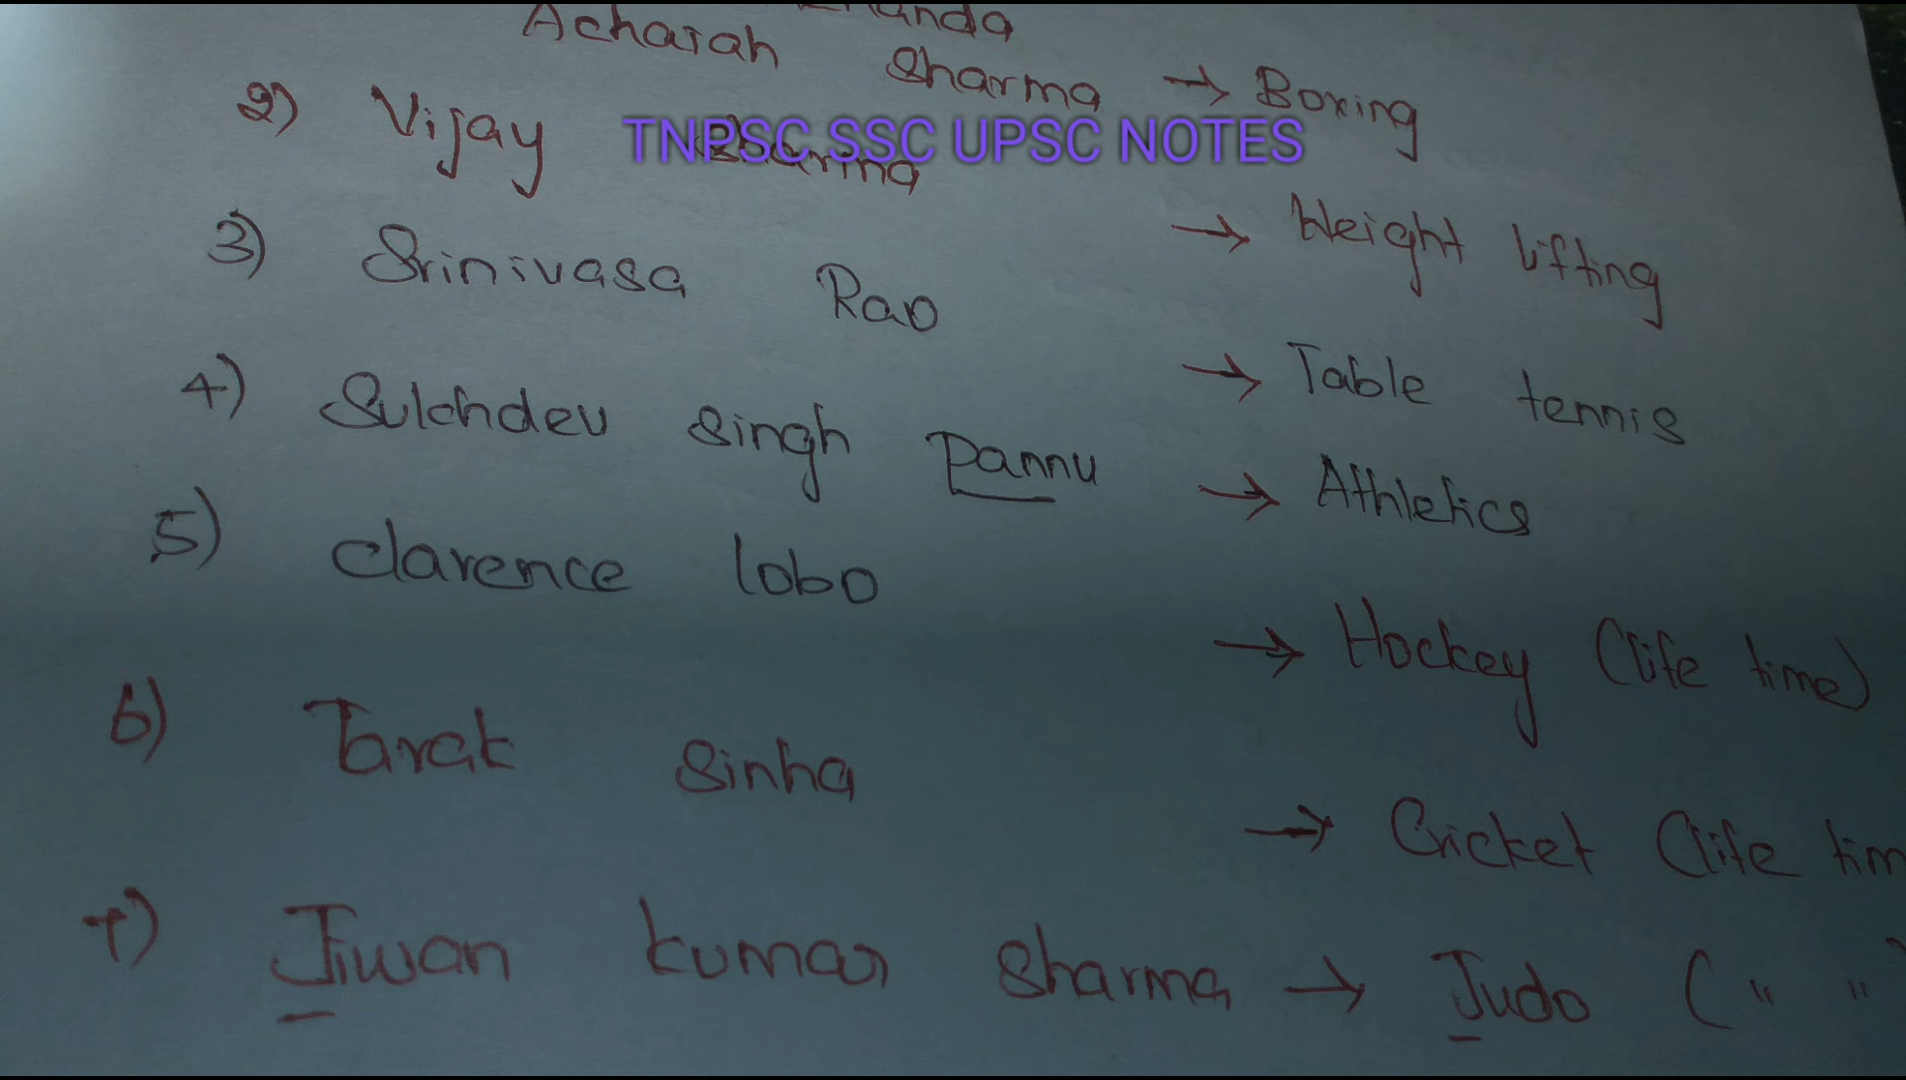 Acharah
Sharma → Boxing
2) Vijay Sharma → Weight lifting
TNPSC SSC UPSC NOTES
3) Srinivasa Rao → Table tennis
4) Sukhdev Singh Pannu → Athletics
5) Clarence lobo → Hockey (life time)
6) Tarak Sinha → Cricket (life tim
7) Jiwan kumar Sharma → Judo (" "